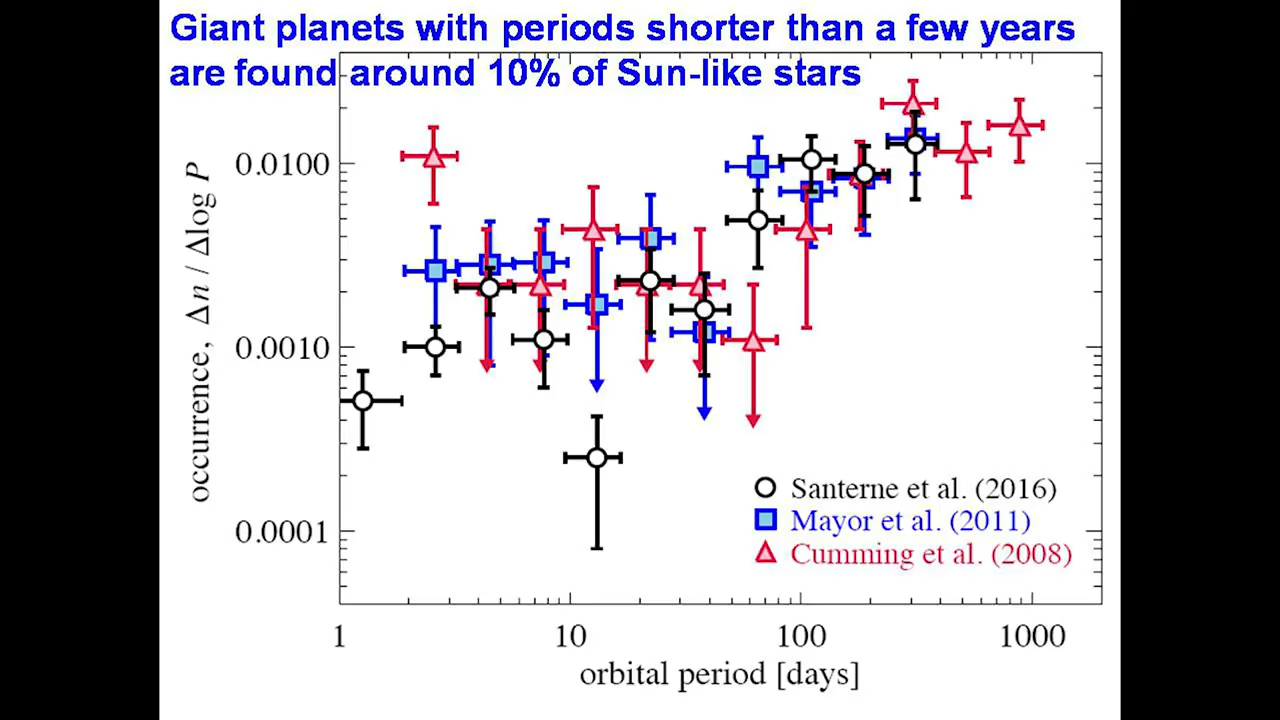 Giant planets with periods shorter than a few years
are found around 10% of Sun-like stars
occurrence, Δn / Δlog P
0.0100
0.0010
0.0001
Santerne et al. (2016)
Mayor et al. (2011)
Cumming et al. (2008)
1 10 100 1000
orbital period [days]